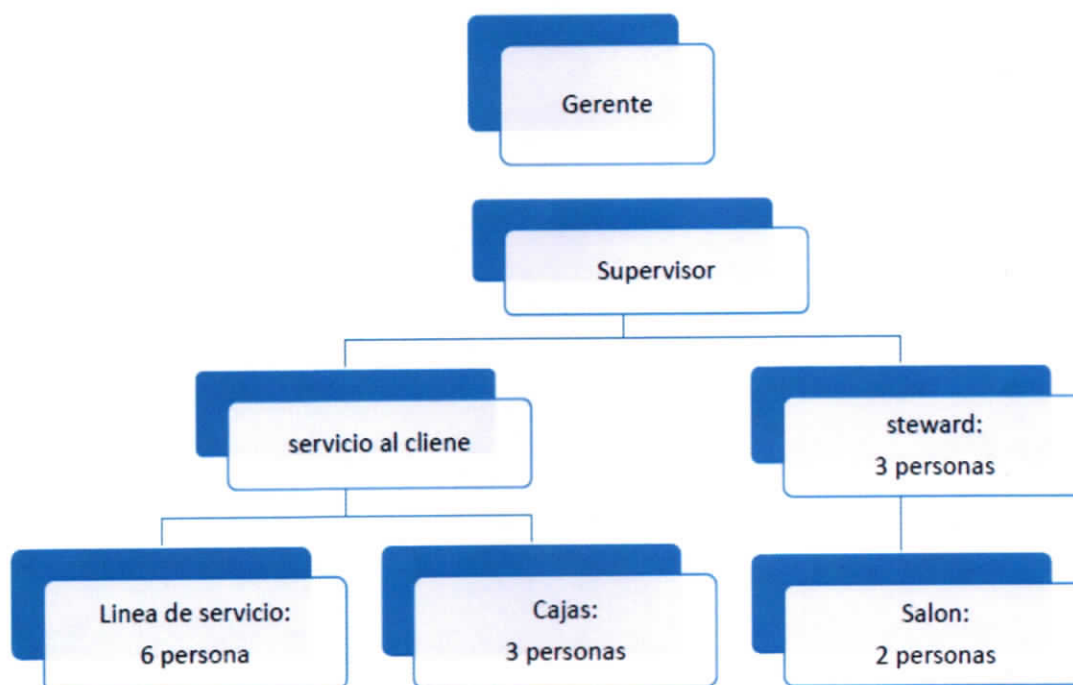 Gerente
Supervisor
servicio al cliene
steward:
3 personas
Linea de servicio:
6 persona
Cajas:
3 personas
Salon:
2 personas